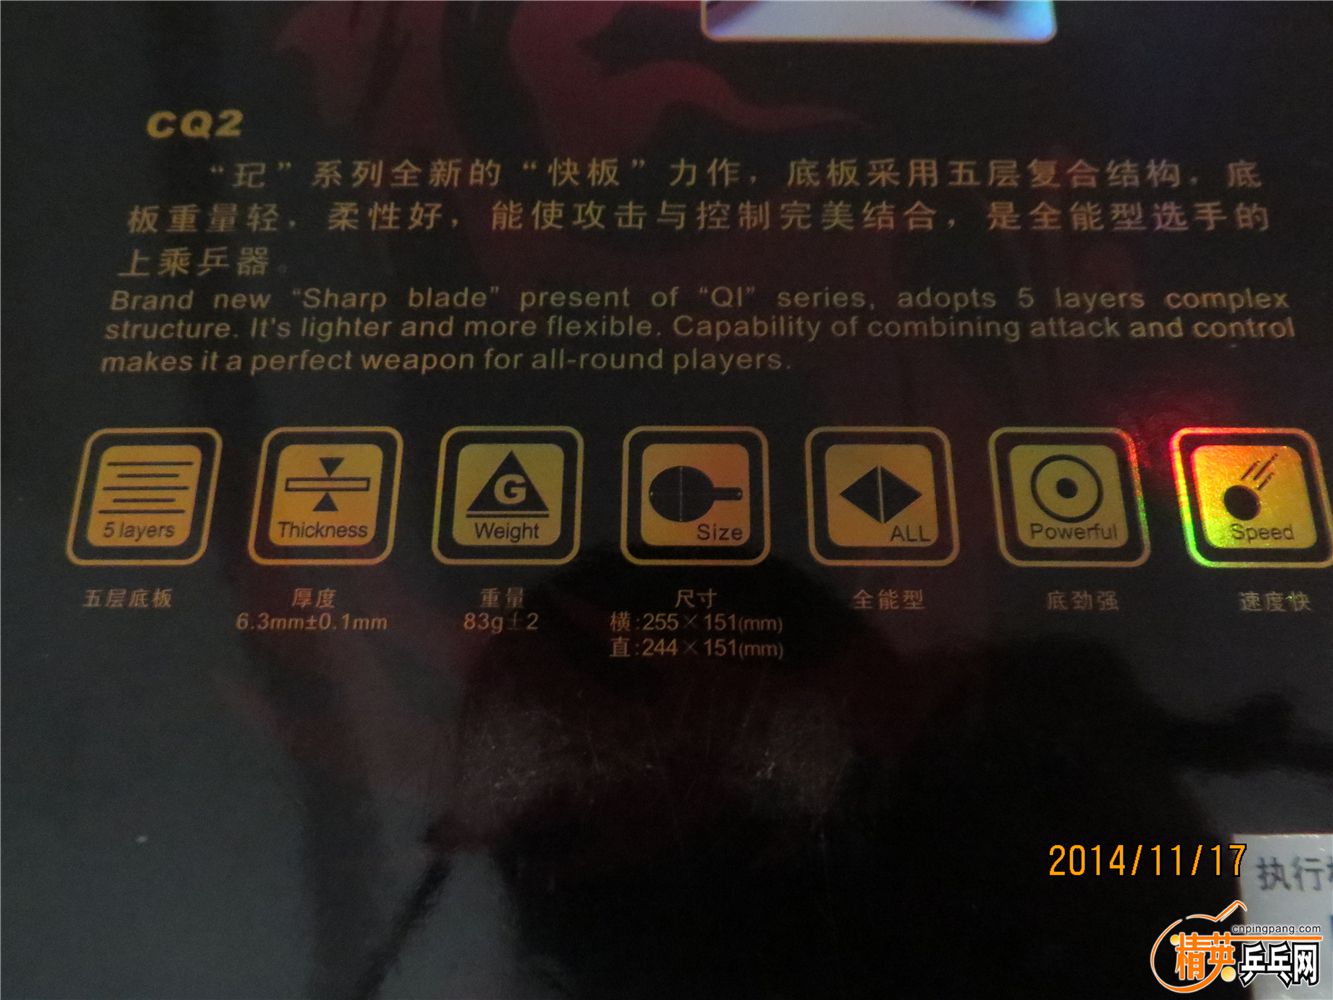 CQ2
“玘”系列全新的“快板”力作，底板采用五层复合结构，底
板重量轻，柔性好，能使攻击与控制完美结合，是全能型选手的
上乘乒器。
Brand new “Sharp blade” present of “QI” series, adopts 5 layers complex
structure. It's lighter and more flexible. Capability of combining attack and control
makes it a perfect weapon for all-round players.
5 layers
Thickness
G
Weight
Size
ALL
Powerful
Speed
五层底板
厚度
6.3mm±0.1mm
重量
83g±2
尺寸
横:255×151(mm)
直:244×151(mm)
全能型
底劲强
速度快
2014/11/17
执行
cnpingpang.com
精英乒乓网